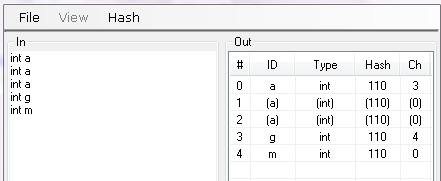 File View Hash
In
int a
int a
int a
int g
int m
Out
# ID Type Hash Ch
0 a int 110 3
1 (a) (int) (110) (0)
2 (a) (int) (110) (0)
3 g int 110 4
4 m int 110 0